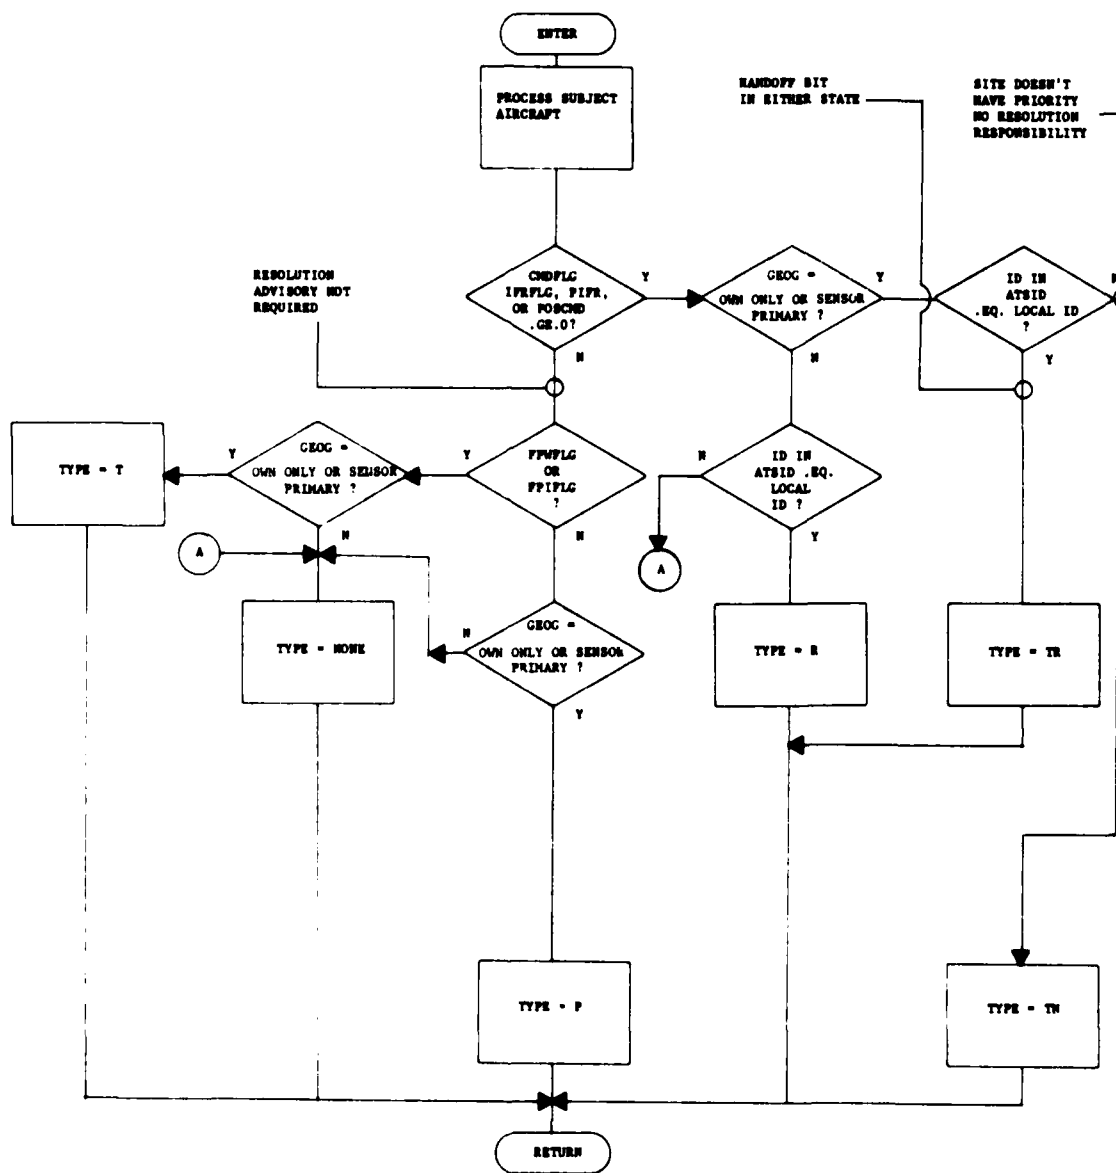 ENTER
PROCESS SUBJECT
AIRCRAFT
HANDOFF BIT
IN EITHER STATE
SITE DOESN'T
HAVE PRIORITY
NO RESOLUTION
RESPONSIBILITY
RESOLUTION
ADVISORY NOT
REQUIRED
CMDFLG
IFRFLG, PIFR,
OR POSCMD
.GE.0?
Y
N
GEOG =
OWN ONLY OR SENSOR
PRIMARY ?
Y
N
ID IN
ATSID
.EQ. LOCAL ID
?
N
Y
TYPE = T
Y
GEOG =
OWN ONLY OR SENSOR
PRIMARY ?
N
Y
FPWFLG
OR
FPIFLG
?
N
N
ID IN
ATSID .EQ.
LOCAL
ID ?
Y
A
A
TYPE = NONE
N
GEOG =
OWN ONLY OR SENSOR
PRIMARY ?
Y
TYPE = R
TYPE = TR
TYPE = P
TYPE = TN
RETURN